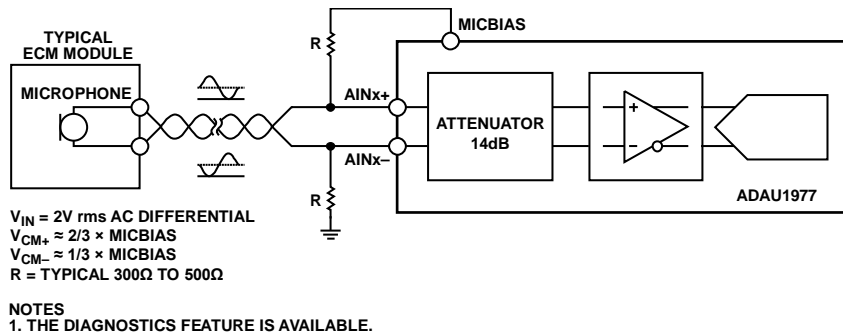 MICBIAS
TYPICAL
ECM MODULE
R
MICROPHONE
AINx+
ATTENUATOR
14dB
+
AINx–
–
R
ADAU1977
V_IN = 2V rms AC DIFFERENTIAL
V_CM+ ≈ 2/3 × MICBIAS
V_CM– ≈ 1/3 × MICBIAS
R = TYPICAL 300Ω TO 500Ω
NOTES
1. THE DIAGNOSTICS FEATURE IS AVAILABLE.